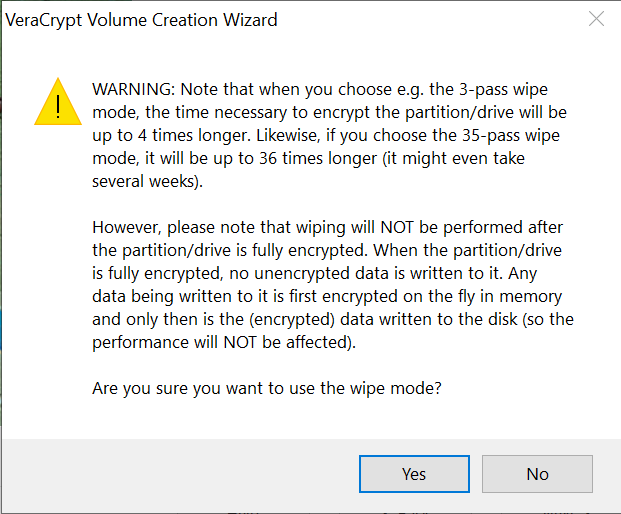 VeraCrypt Volume Creation Wizard
WARNING: Note that when you choose e.g. the 3-pass wipe
mode, the time necessary to encrypt the partition/drive will be
up to 4 times longer. Likewise, if you choose the 35-pass wipe
mode, it will be up to 36 times longer (it might even take
several weeks).
However, please note that wiping will NOT be performed after
the partition/drive is fully encrypted. When the partition/drive
is fully encrypted, no unencrypted data is written to it. Any
data being written to it is first encrypted on the fly in memory
and only then is the (encrypted) data written to the disk (so the
performance will NOT be affected).
Are you sure you want to use the wipe mode?
Yes No